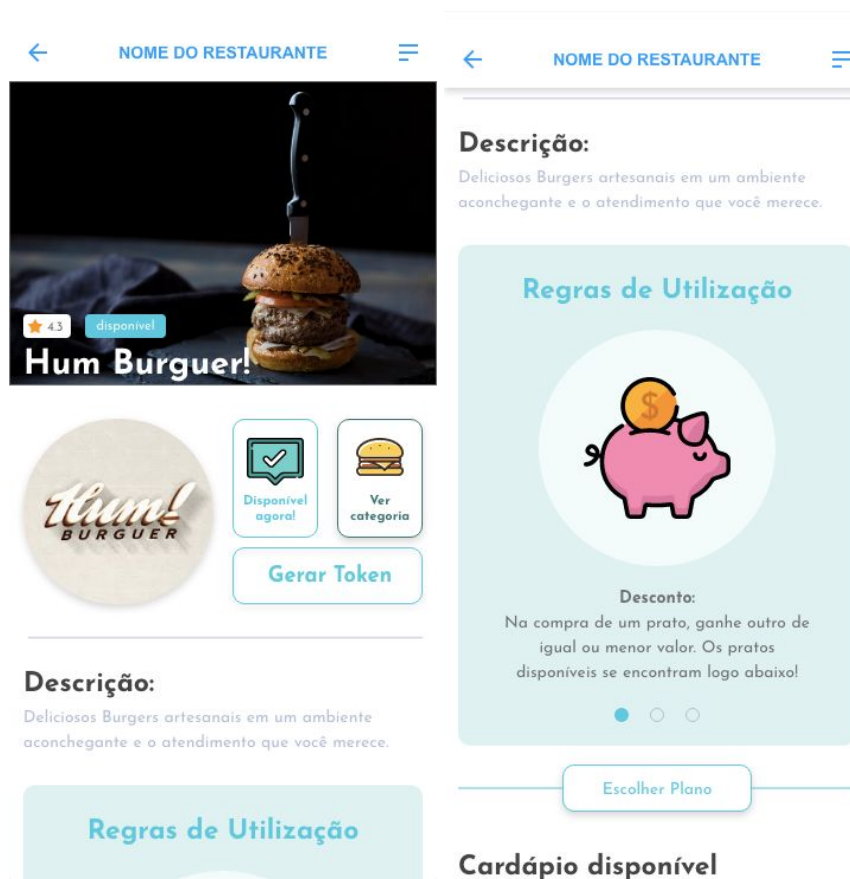 NOME DO RESTAURANTE
4.3
disponível
Hum Burguer!
Hum!
BURGUER
Disponível
agora!
Ver
categoria
Gerar Token
Descrição:
Deliciosos Burgers artesanais em um ambiente
aconchegante e o atendimento que você merece.
Regras de Utilização
NOME DO RESTAURANTE
Descrição:
Deliciosos Burgers artesanais em um ambiente
aconchegante e o atendimento que você merece.
Regras de Utilização
$
Desconto:
Na compra de um prato, ganhe outro de
igual ou menor valor. Os pratos
disponíveis se encontram logo abaixo!
Escolher Plano
Cardápio disponível